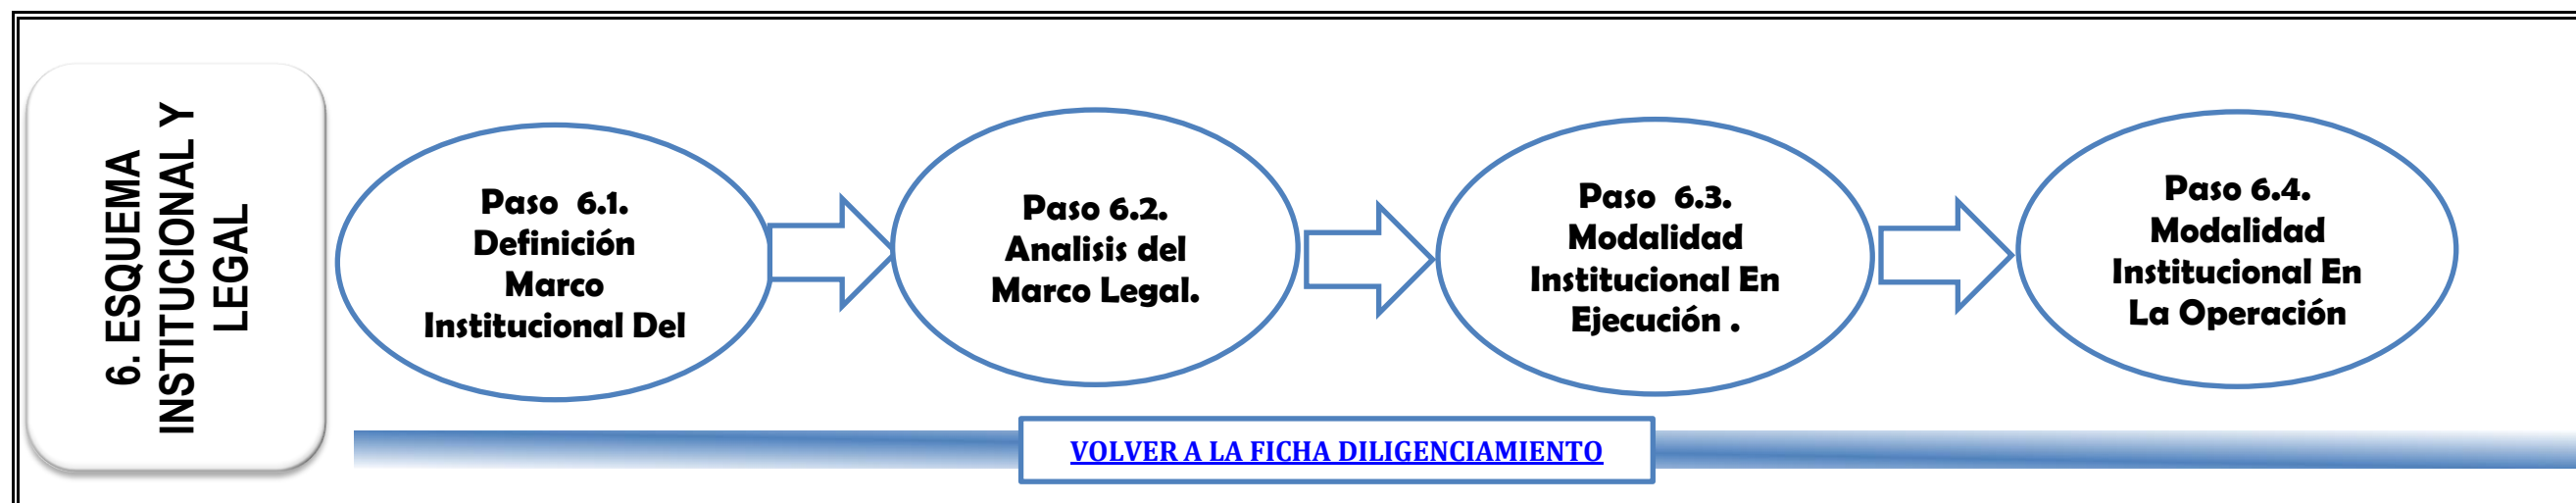 6. ESQUEMA
INSTITUCIONAL Y
LEGAL
Paso 6.1.
Definición
Marco
Institucional Del
Paso 6.2.
Analisis del
Marco Legal.
Paso 6.3.
Modalidad
Institucional En
Ejecución .
Paso 6.4.
Modalidad
Institucional En
La Operación
VOLVER A LA FICHA DILIGENCIAMIENTO